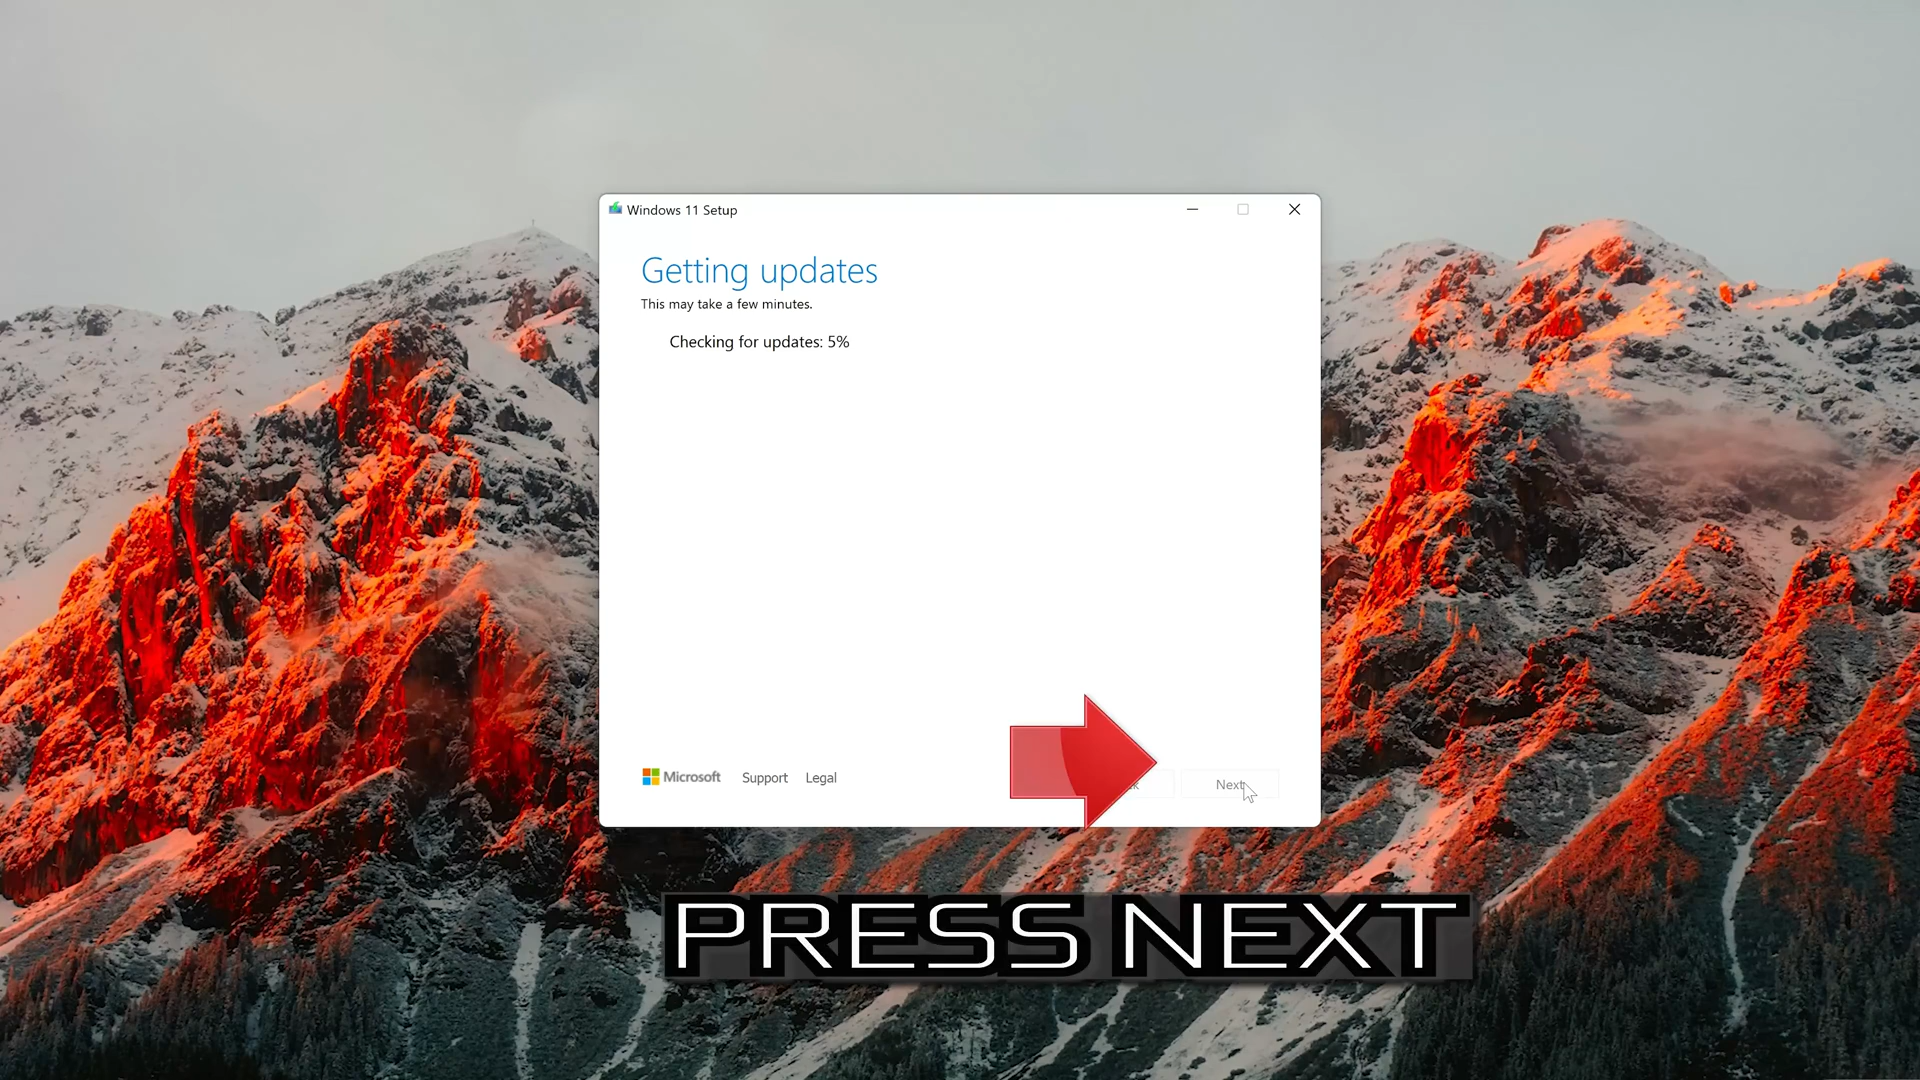 Windows 11 Setup
Getting updates
This may take a few minutes.
Checking for updates: 5%
Microsoft Support Legal
Next
PRESS NEXT